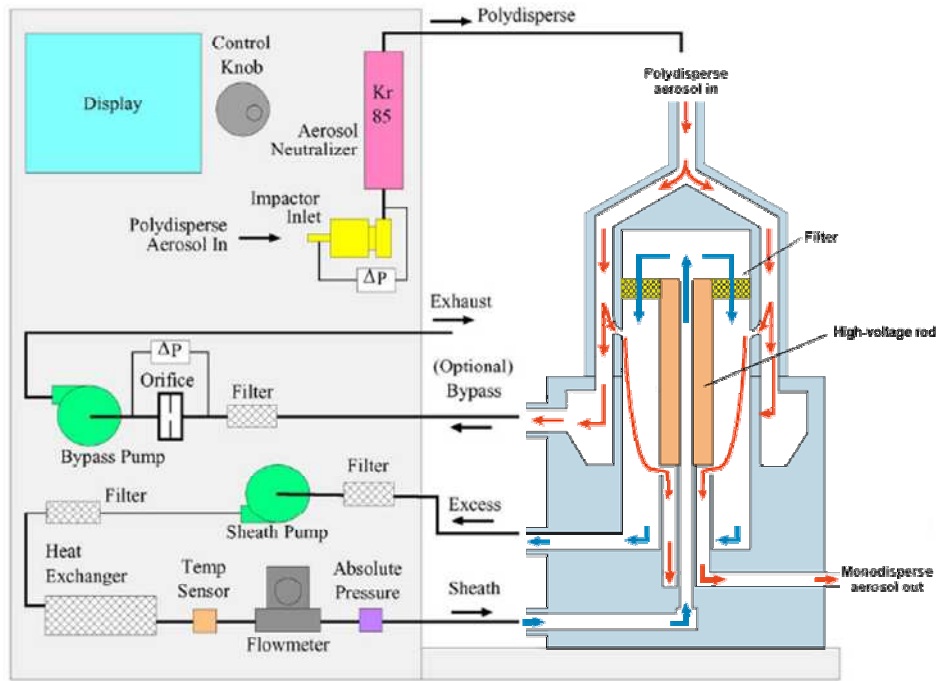 Polydisperse
Control
Knob
Display
Kr
85
Aerosol
Neutralizer
Impactor
Inlet
Polydisperse
Aerosol In
ΔP
Exhaust
ΔP
Orifice
Filter
(Optional)
Bypass
Bypass Pump
Filter
Filter
Sheath Pump
Excess
Heat
Exchanger
Temp
Sensor
Flowmeter
Absolute
Pressure
Sheath
Polydisperse
aerosol in
Filter
High-voltage rod
Monodisperse
aerosol out